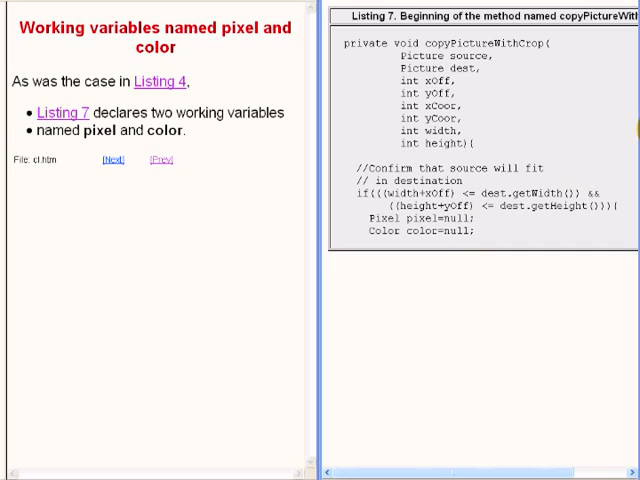 Working variables named pixel and
color
As was the case in Listing 4,
• Listing 7 declares two working variables
• named pixel and color.
File: cl.htm [Next] [Prev]
Listing 7. Beginning of the method named copyPictureWith
private void copyPictureWithCrop(
Picture source,
Picture dest,
int xOff,
int yOff,
int xCoor,
int yCoor,
int width,
int height){
//Confirm that source will fit
// in destination
if(((width+xOff) <= dest.getWidth()) &&
((height+yOff) <= dest.getHeight())){
Pixel pixel=null;
Color color=null;